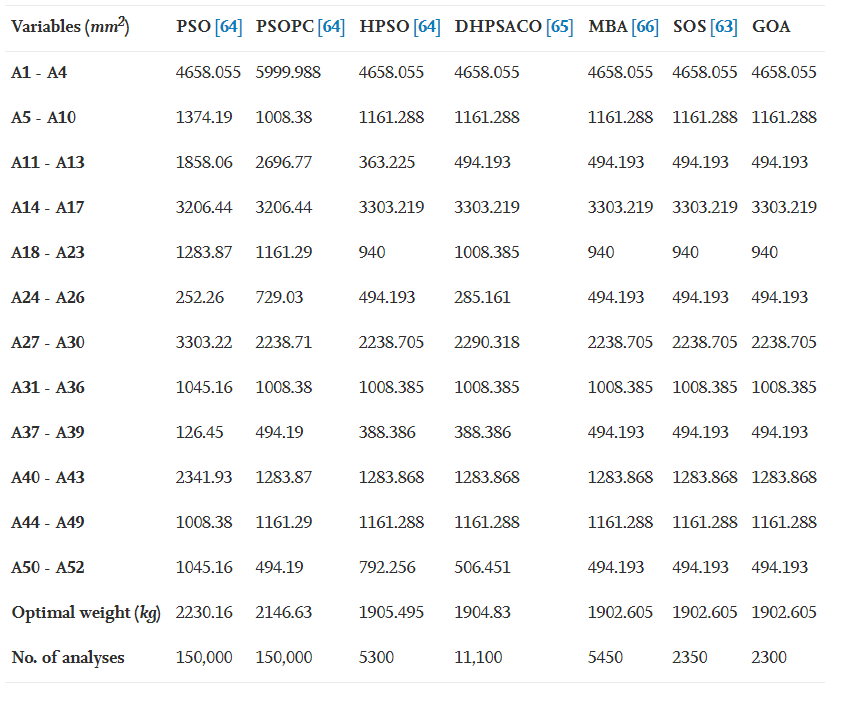 Variables (mm²) PSO [64] PSOPC [64] HPSO [64] DHPSACO [65] MBA [66] SOS [63] GOA
A1 - A4 4658.055 5999.988 4658.055 4658.055 4658.055 4658.055 4658.055
A5 - A10 1374.19 1008.38 1161.288 1161.288 1161.288 1161.288 1161.288
A11 - A13 1858.06 2696.77 363.225 494.193 494.193 494.193 494.193
A14 - A17 3206.44 3206.44 3303.219 3303.219 3303.219 3303.219 3303.219
A18 - A23 1283.87 1161.29 940 1008.385 940 940 940
A24 - A26 252.26 729.03 494.193 285.161 494.193 494.193 494.193
A27 - A30 3303.22 2238.71 2238.705 2290.318 2238.705 2238.705 2238.705
A31 - A36 1045.16 1008.38 1008.385 1008.385 1008.385 1008.385 1008.385
A37 - A39 126.45 494.19 388.386 388.386 494.193 494.193 494.193
A40 - A43 2341.93 1283.87 1283.868 1283.868 1283.868 1283.868 1283.868
A44 - A49 1008.38 1161.29 1161.288 1161.288 1161.288 1161.288 1161.288
A50 - A52 1045.16 494.19 792.256 506.451 494.193 494.193 494.193
Optimal weight (kg) 2230.16 2146.63 1905.495 1904.83 1902.605 1902.605 1902.605
No. of analyses 150,000 150,000 5300 11,100 5450 2350 2300